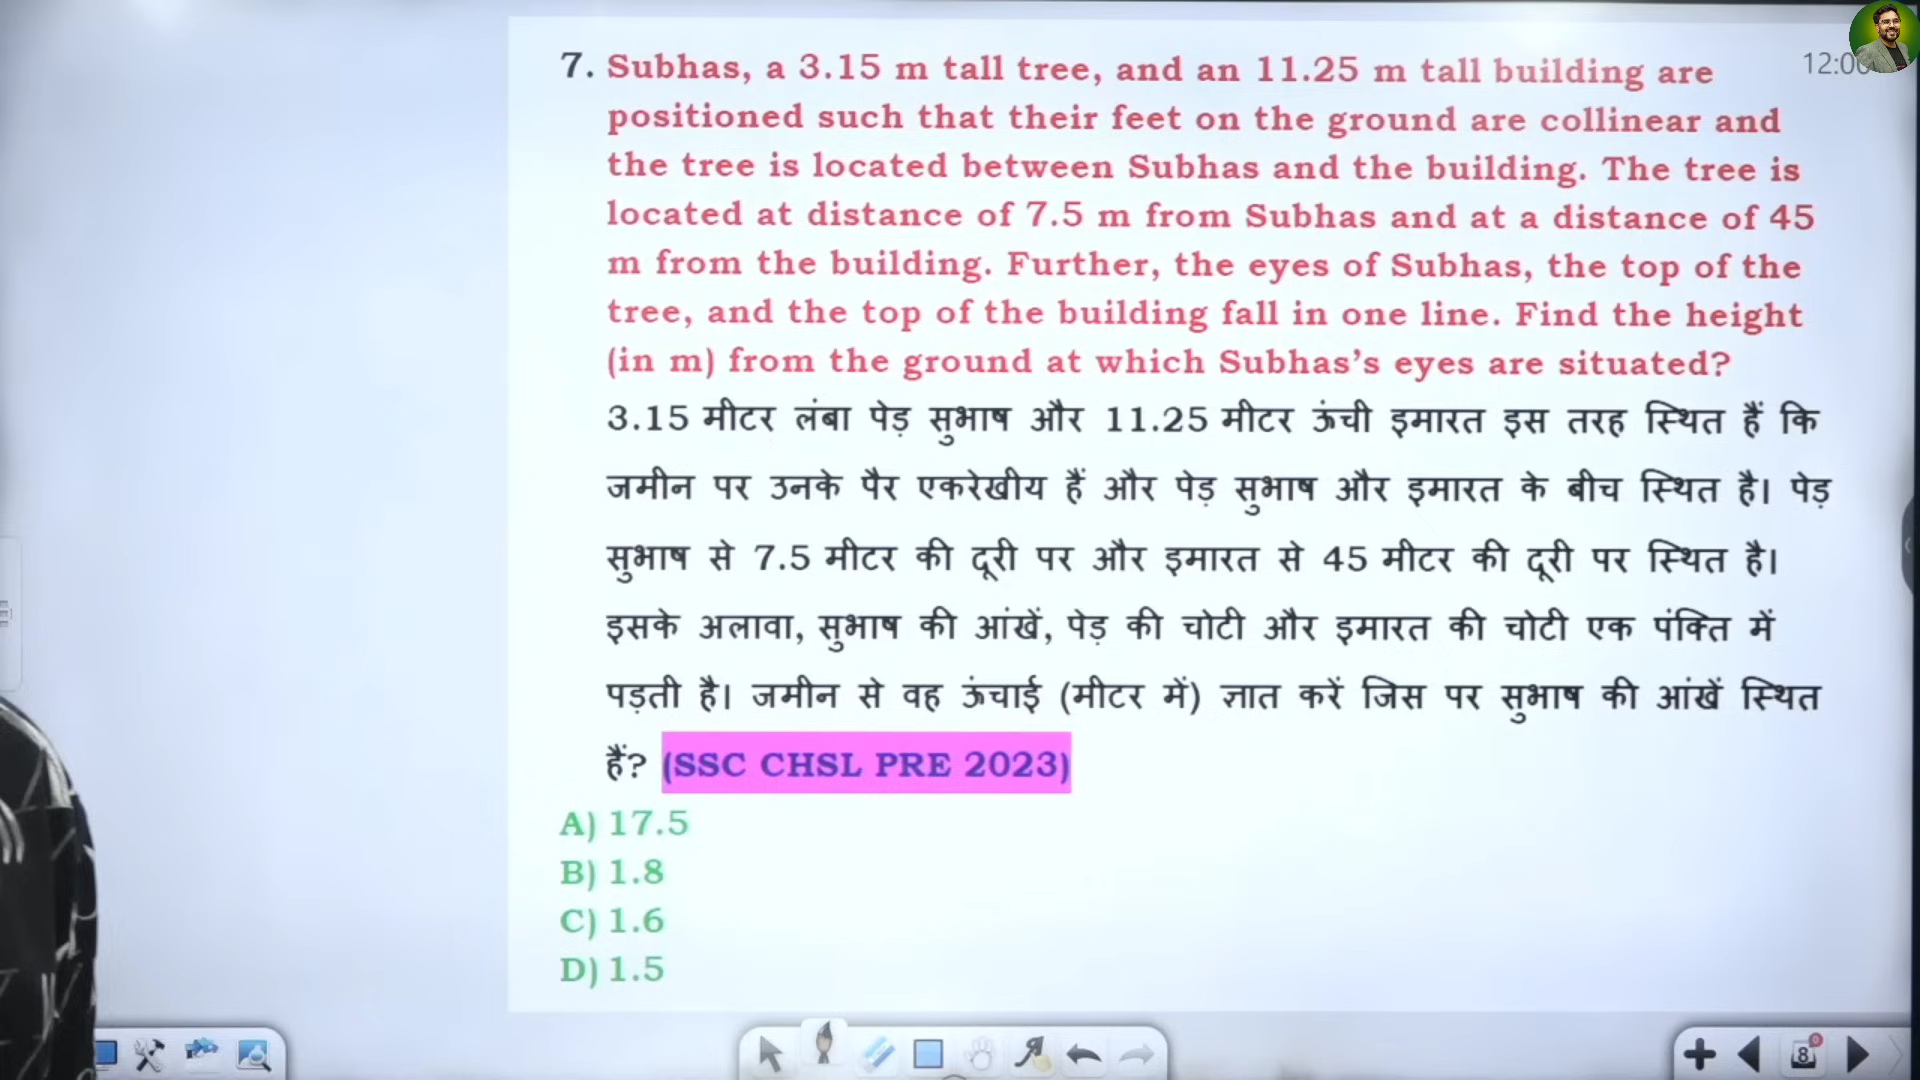 7. Subhas, a 3.15 m tall tree, and an 11.25 m tall building are
positioned such that their feet on the ground are collinear and
the tree is located between Subhas and the building. The tree is
located at distance of 7.5 m from Subhas and at a distance of 45
m from the building. Further, the eyes of Subhas, the top of the
tree, and the top of the building fall in one line. Find the height
(in m) from the ground at which Subhas’s eyes are situated?
3.15 मीटर लंबा पेड़ सुभाष और 11.25 मीटर ऊंची इमारत इस तरह स्थित हैं कि
जमीन पर उनके पैर एकरेखीय हैं और पेड़ सुभाष और इमारत के बीच स्थित है। पेड़
सुभाष से 7.5 मीटर की दूरी पर और इमारत से 45 मीटर की दूरी पर स्थित है।
इसके अलावा, सुभाष की आंखें, पेड़ की चोटी और इमारत की चोटी एक पंक्ति में
पड़ती है। जमीन से वह ऊंचाई (मीटर में) ज्ञात करें जिस पर सुभाष की आंखें स्थित
हैं? (SSC CHSL PRE 2023)
A) 17.5
B) 1.8
C) 1.6
D) 1.5
8